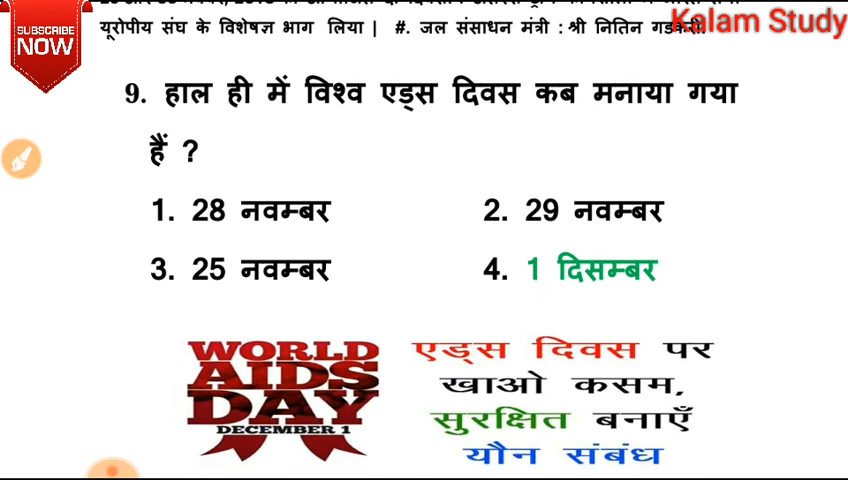 यूरोपीय संघ के विशेषज्ञ भाग लिया | #. जल संसाधन मंत्री : श्री नितिन गडकरी
Kalam Study
SUBSCRIBE
NOW
9. हाल ही में विश्व एड्स दिवस कब मनाया गया
हैं ?
1. 28 नवम्बर 2. 29 नवम्बर
3. 25 नवम्बर 4. 1 दिसम्बर
WORLD
AIDS
DAY
DECEMBER 1
एड्स दिवस पर
खाओ कसम,
सुरक्षित बनाएँ
यौन संबंध